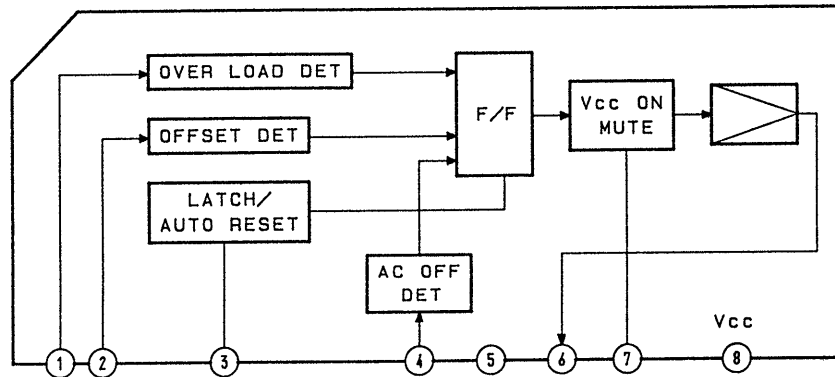 OVER LOAD DET
OFFSET DET
LATCH/
AUTO RESET
F/F
Vcc ON
MUTE
AC OFF
DET
Vcc
1
2
3
4
5
6
7
8